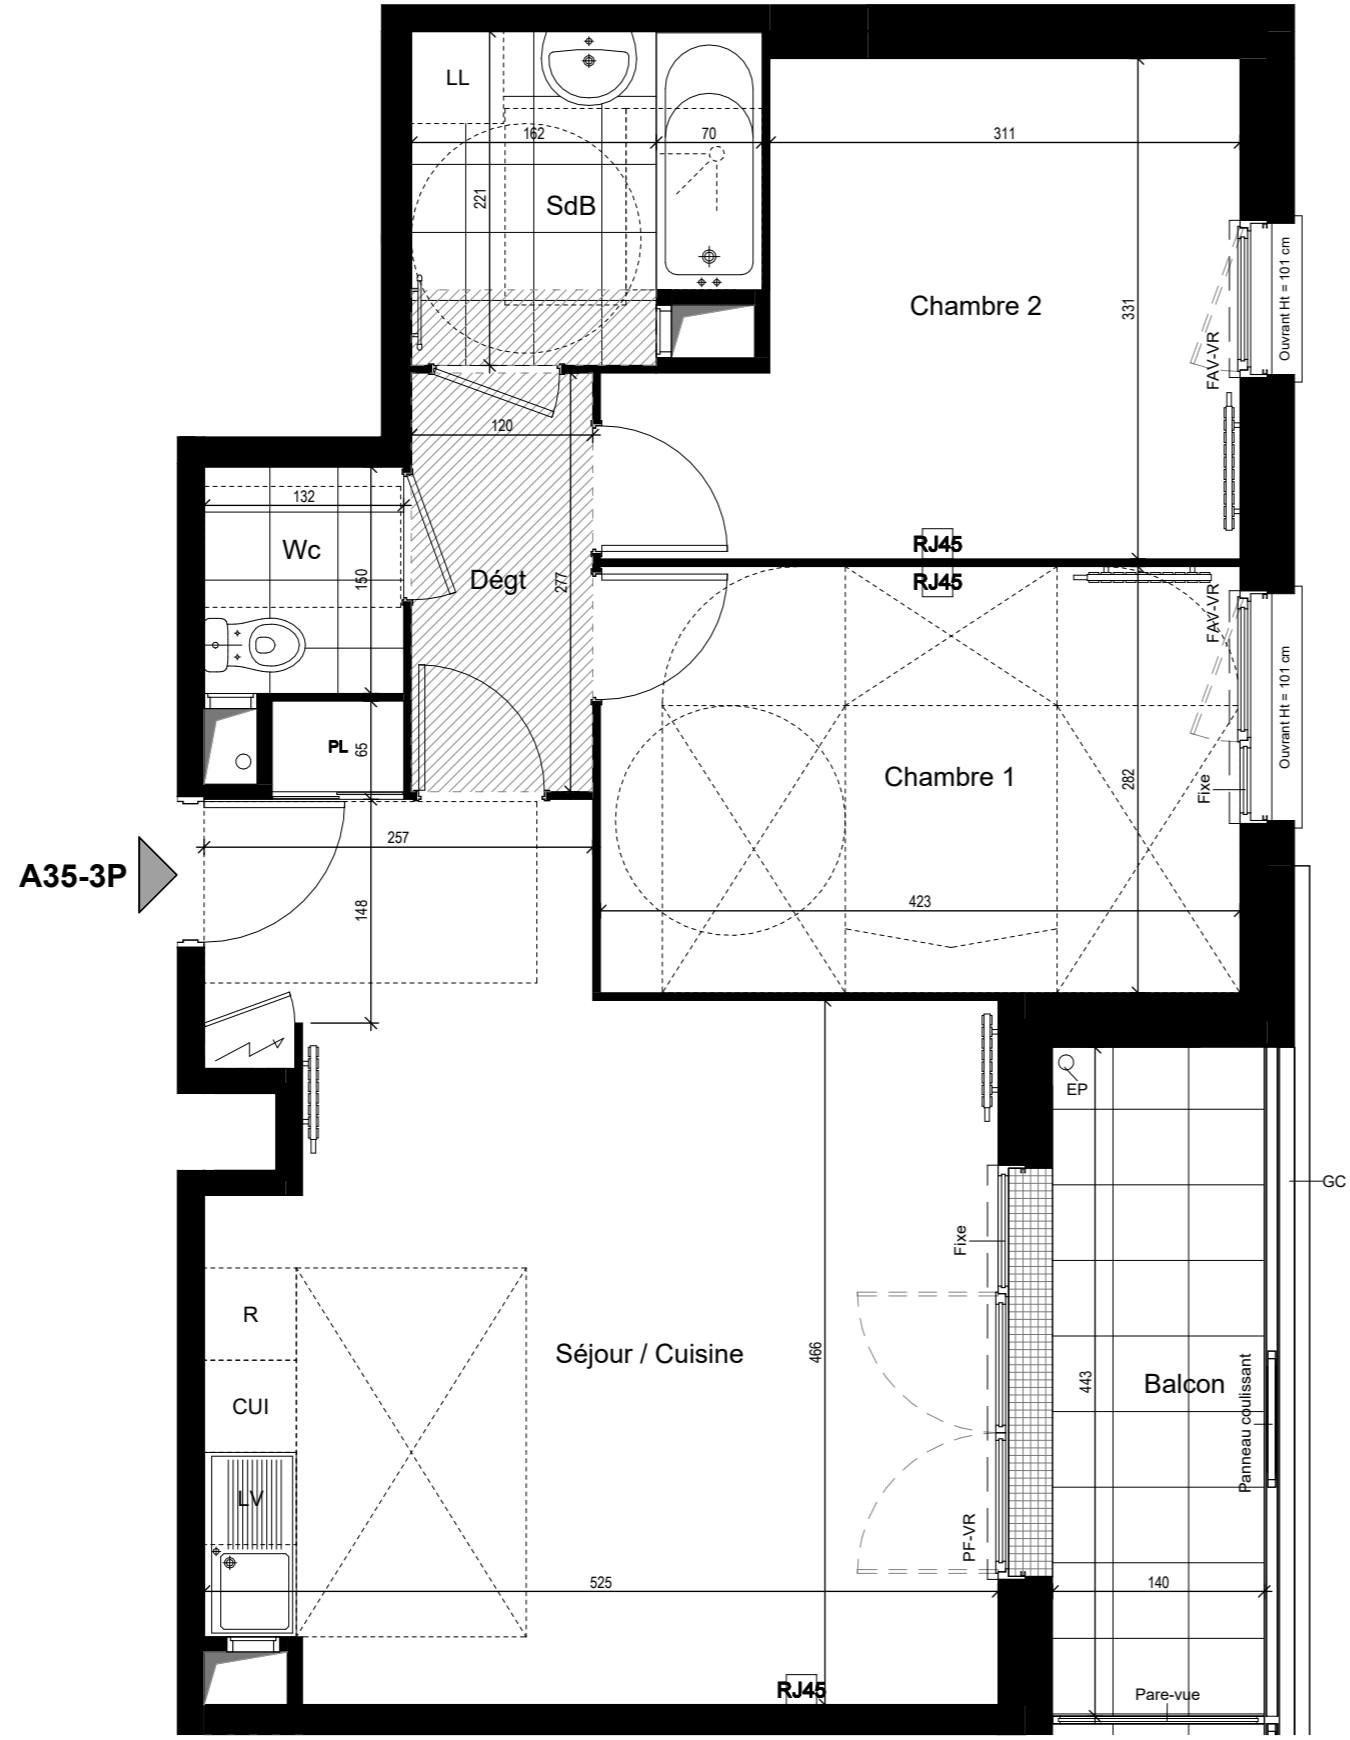 LL
162
70
311
221
SdB
Chambre 2
331
Ouvrant Ht = 101 cm
FAV-VR
120
132
Wc
150
Dégt
277
RJ45
RJ45
FAV-VR
Ouvrant Ht = 101 cm
PL
65
Chambre 1
282
Fixe
A35-3P
257
148
423
EP
GC
Fixe
R
Séjour / Cuisine
466
443
Balcon
Panneau coulissant
CUI
LV
PF-VR
525
140
RJ45
Pare-vue